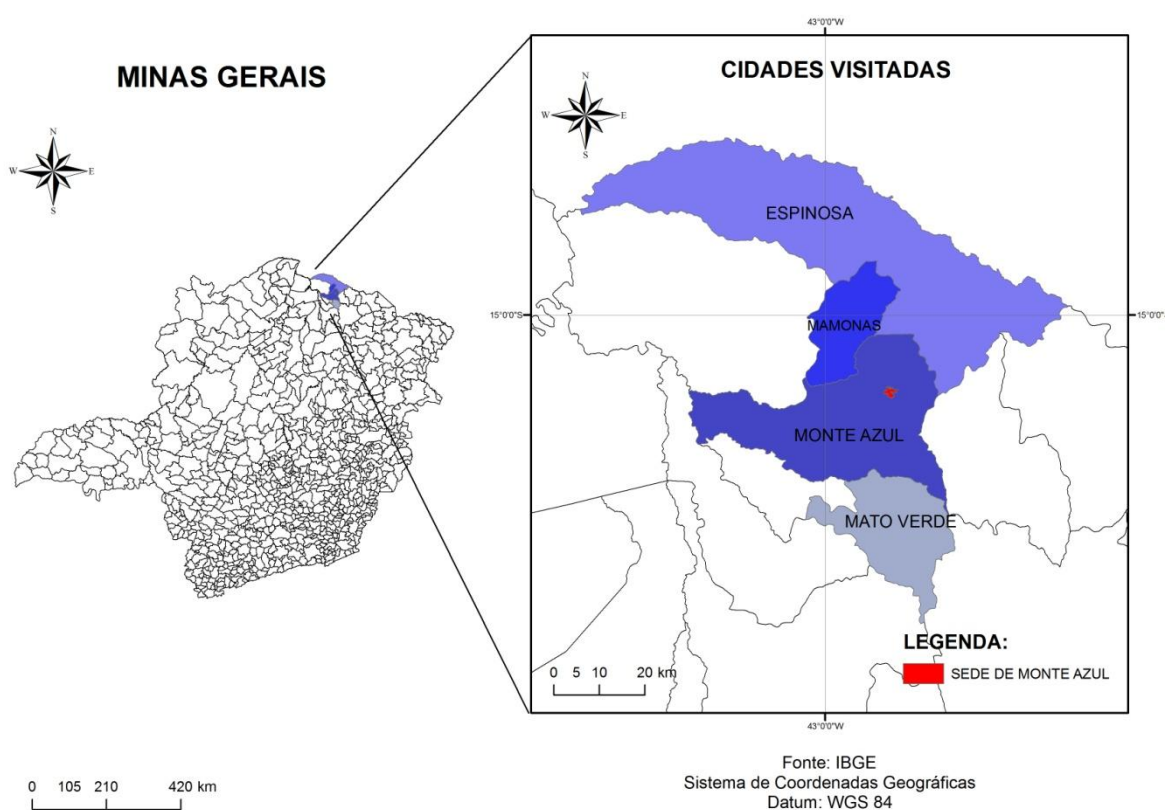 MINAS GERAIS
N
W E
S
0 105 210 420 km
43°0'0"W
CIDADES VISITADAS
N
W E
S
ESPINOSA
15°0'0"S
15°0'0"S
MAMONAS
MONTE AZUL
MATO VERDE
LEGENDA:
SEDE DE MONTE AZUL
0 5 10 20 km
43°0'0"W
Fonte: IBGE
Sistema de Coordenadas Geográficas
Datum: WGS 84